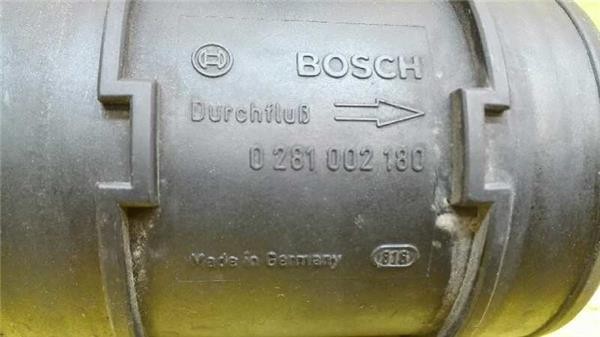 BOSCH
Durchfluß
0 281 002 180
Made in Germany